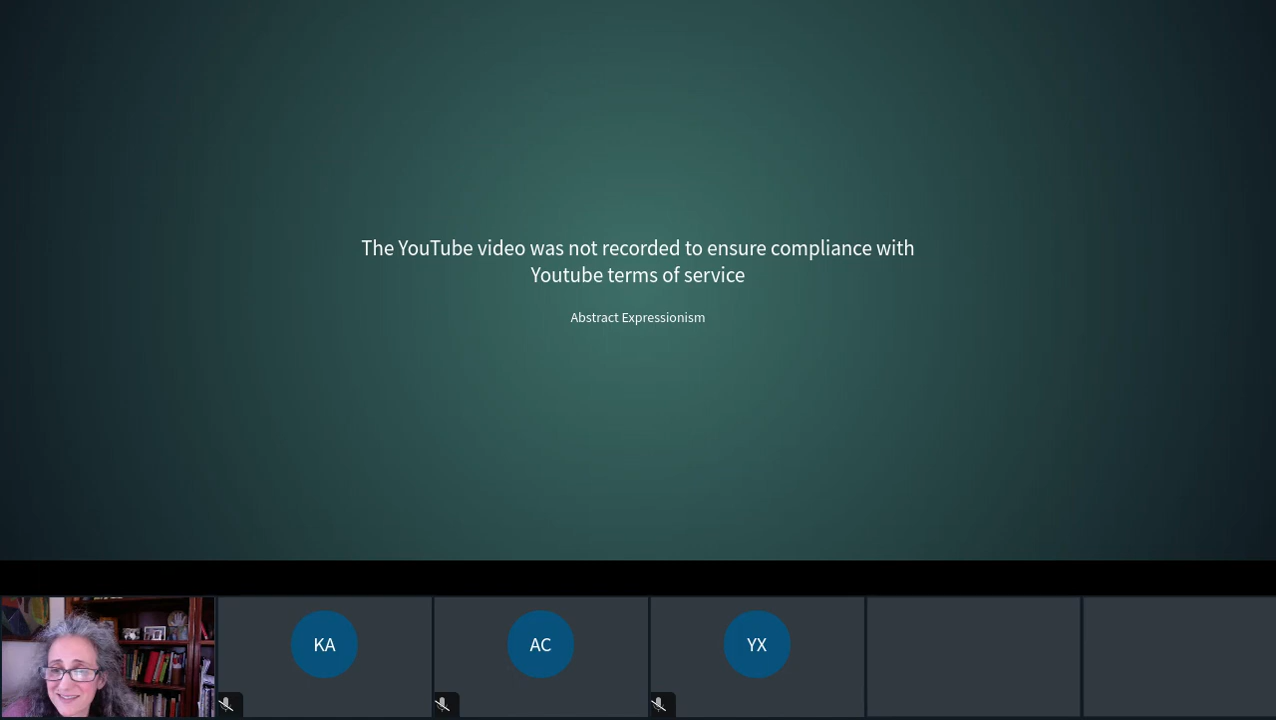 The YouTube video was not recorded to ensure compliance with
Youtube terms of service
Abstract Expressionism
KA
AC
YX